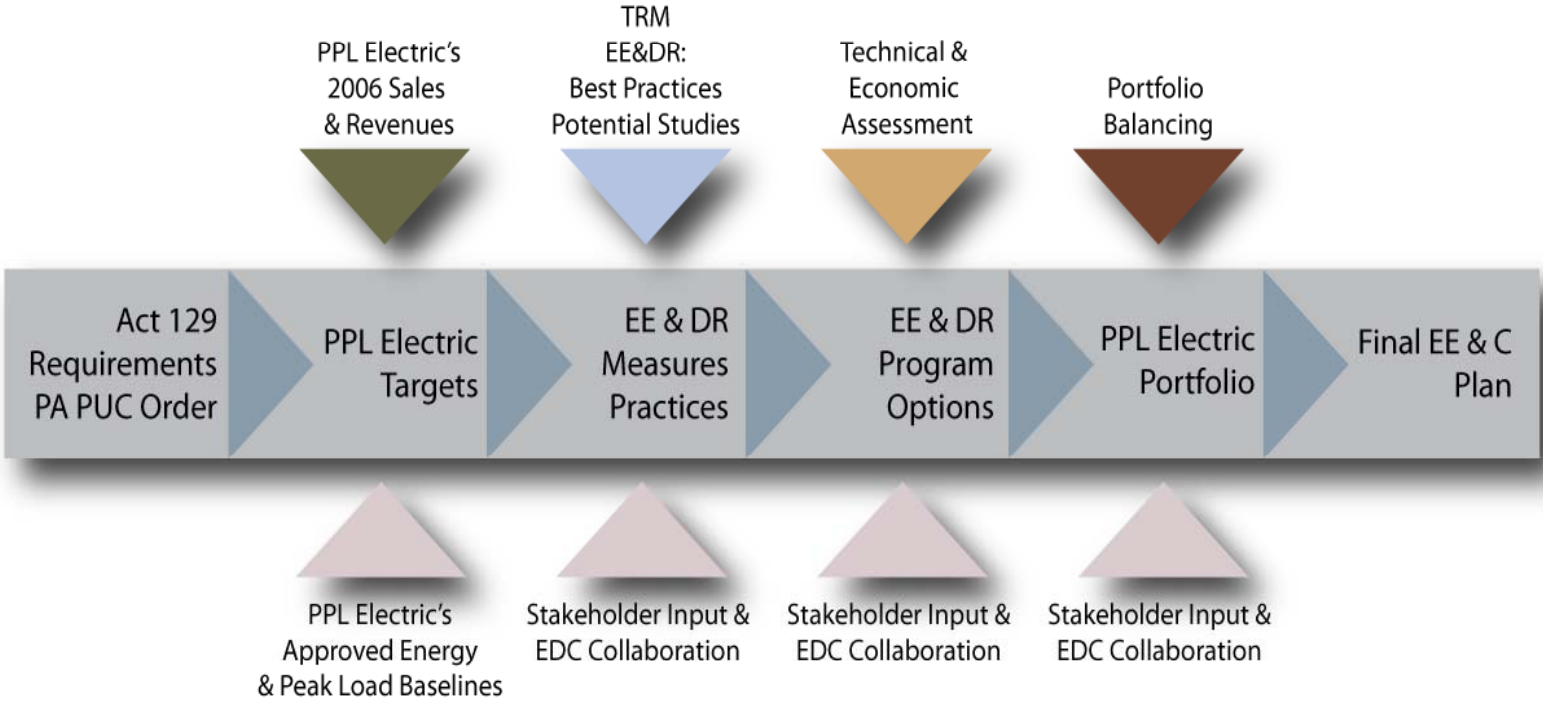 PPL Electric's
2006 Sales
& Revenues
TRM
EE&DR:
Best Practices
Potential Studies
Technical &
Economic
Assessment
Portfolio
Balancing
Act 129
Requirements
PA PUC Order
PPL Electric
Targets
EE & DR
Measures
Practices
EE & DR
Program
Options
PPL Electric
Portfolio
Final EE & C
Plan
PPL Electric's
Approved Energy
& Peak Load Baselines
Stakeholder Input &
EDC Collaboration
Stakeholder Input &
EDC Collaboration
Stakeholder Input &
EDC Collaboration